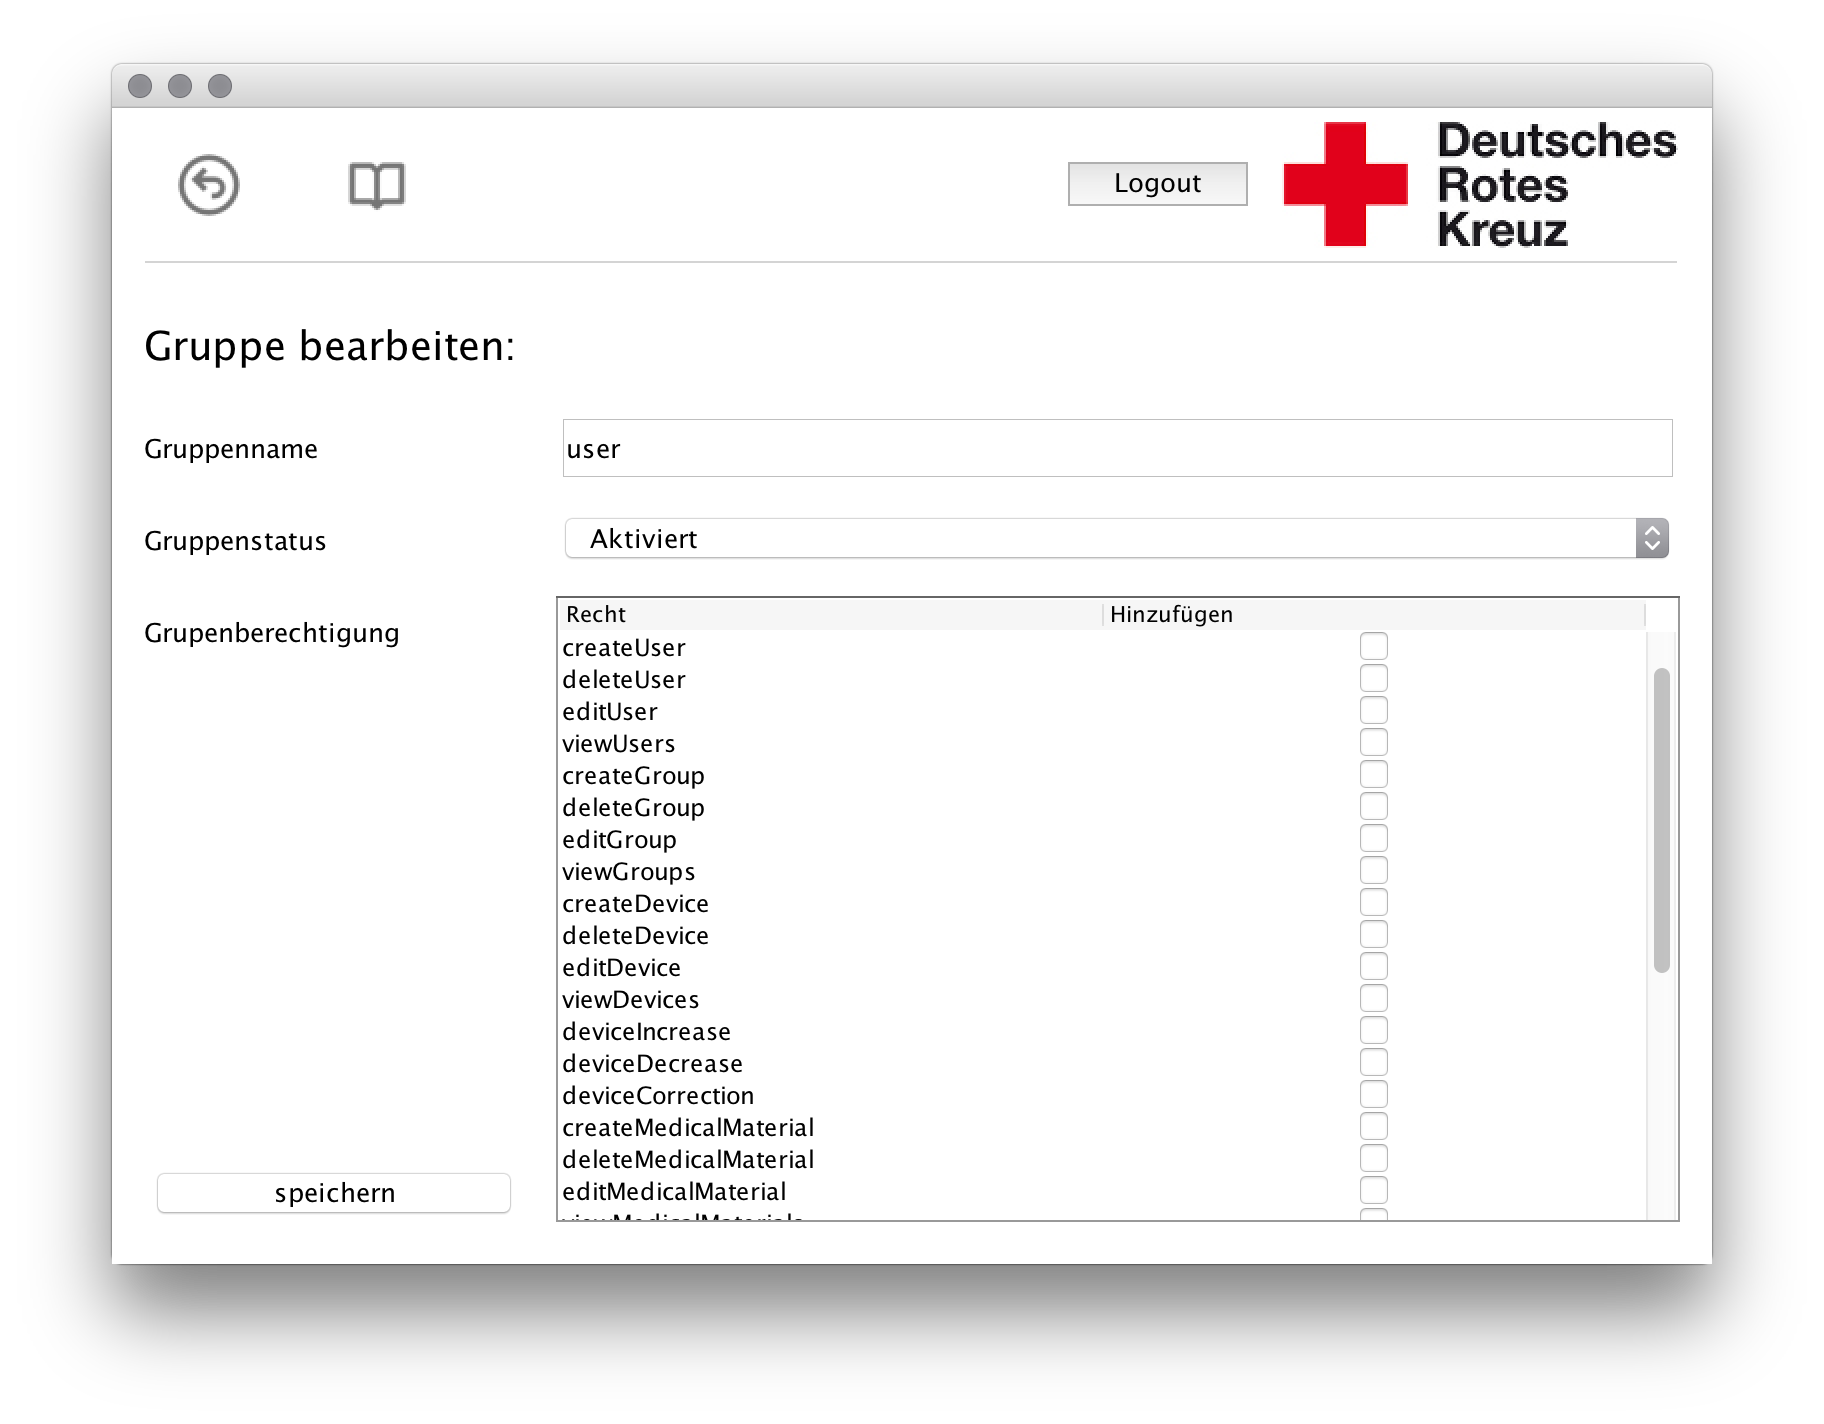 Logout
Deutsches
Rotes
Kreuz
Gruppe bearbeiten:
Gruppenname
user
Gruppenstatus
Aktiviert
Grupenberechtigung
Recht Hinzufügen
createUser
deleteUser
editUser
viewUsers
createGroup
deleteGroup
editGroup
viewGroups
createDevice
deleteDevice
editDevice
viewDevices
deviceIncrease
deviceDecrease
deviceCorrection
createMedicalMaterial
deleteMedicalMaterial
editMedicalMaterial
viewMedicalMaterials
speichern